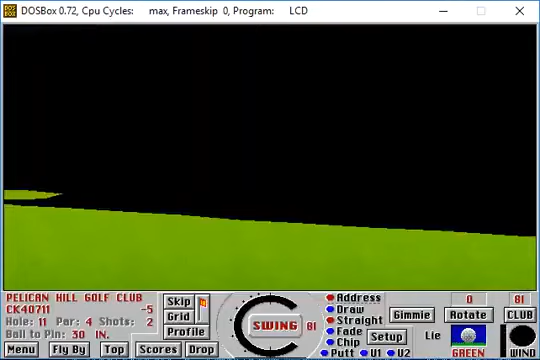 DOSBox 0.72, Cpu Cycles: max, Frameskip 0, Program: LCD
PELICAN HILL GOLF CLUB
CK40711 -5
Hole: 11 Par: 4 Shots: 2
Ball to Pin: 30 IN.
Menu Fly By Top Scores Drop
Skip
Grid
Profile
SWING 81
Address
Draw
Straight
Fade
Chip
Putt U1 U2
Gimmie
Setup
0 81
Rotate CLUB
Lie GREEN WIND